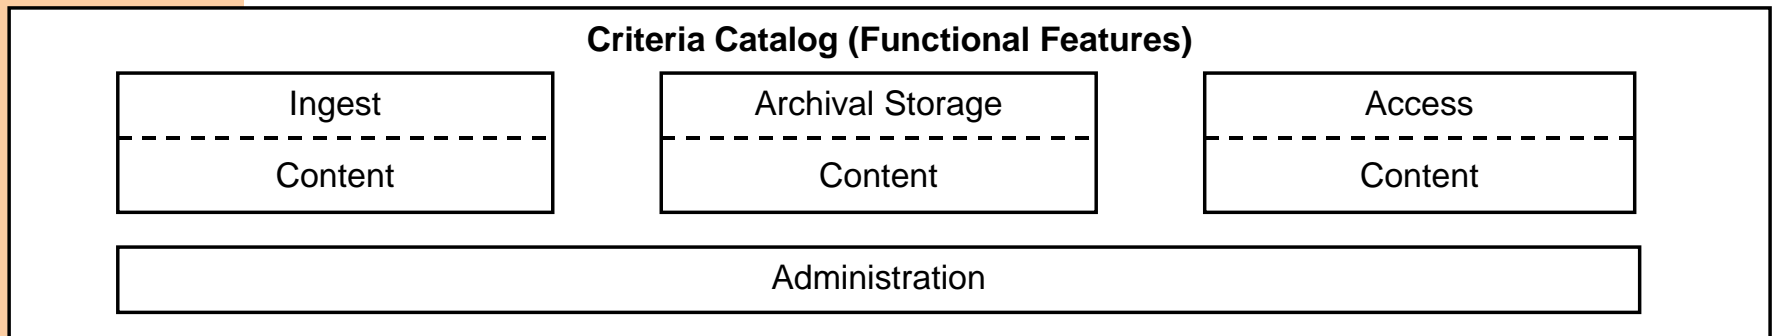 Criteria Catalog (Functional Features)
Ingest
Archival Storage
Access
Content
Content
Content
Administration